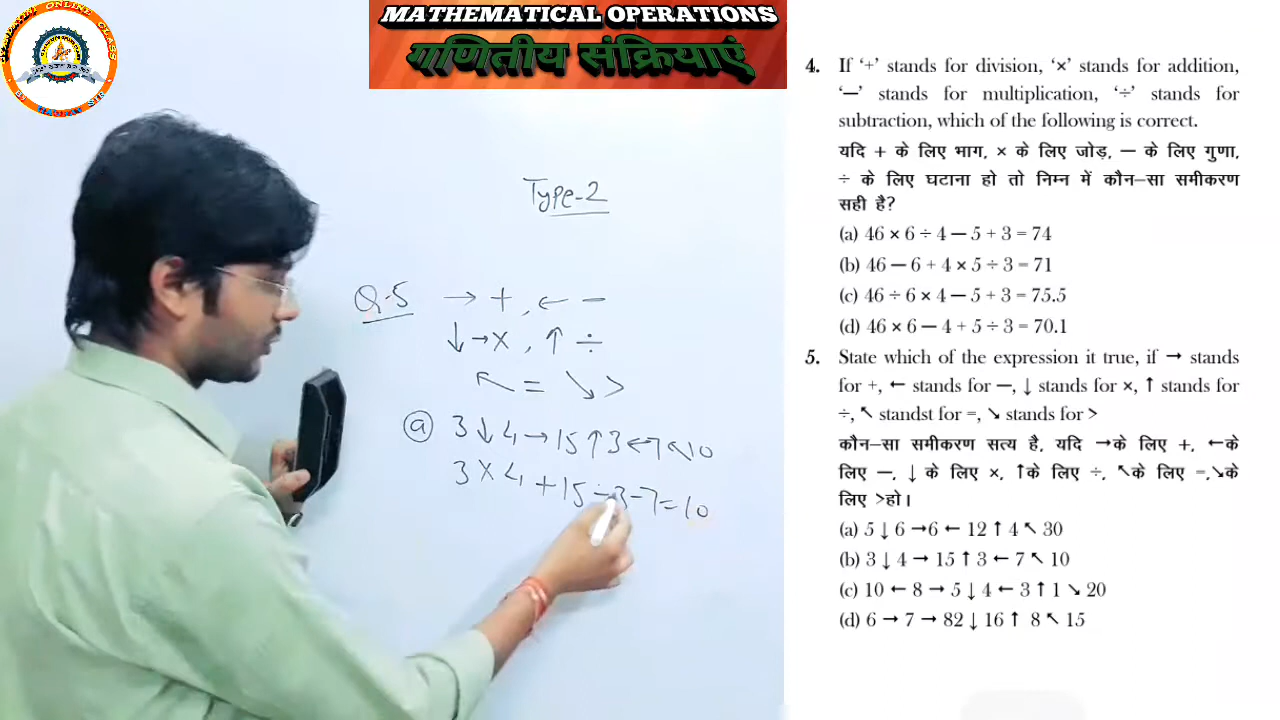 ONLINE CLASS
MATHEMATICAL OPERATIONS
गणितीय संक्रियाएं
Type-2
Q.5 → +, ← −
↓→×, ↑ ÷
↖ = ↘ >
(a) 3 ↓ 4 → 15 ↑ 3 ← 7 ↖ 10
3 × 4 + 15 ÷ 3 − 7 = 10
4. If ‘+’ stands for division, ‘×’ stands for addition,
‘—’ stands for multiplication, ‘÷’ stands for
subtraction, which of the following is correct.
यदि + के लिए भाग, × के लिए जोड़, — के लिए गुणा,
÷ के लिए घटाना हो तो निम्न में कौन–सा समीकरण
सही है?
(a) 46 × 6 ÷ 4 — 5 + 3 = 74
(b) 46 — 6 + 4 × 5 ÷ 3 = 71
(c) 46 ÷ 6 × 4 — 5 + 3 = 75.5
(d) 46 × 6 — 4 + 5 ÷ 3 = 70.1
5. State which of the expression it true, if → stands
for +, ← stands for —, ↓ stands for ×, ↑ stands for
÷, ↖ standst for =, ↘ stands for >
कौन–सा समीकरण सत्य है, यदि →के लिए +, ←के
लिए —, ↓ के लिए ×, ↑के लिए ÷, ↖के लिए =,↘के
लिए >हो।
(a) 5 ↓ 6 →6 ← 12 ↑ 4 ↖ 30
(b) 3 ↓ 4 → 15 ↑ 3 ← 7 ↖ 10
(c) 10 ← 8 → 5 ↓ 4 ← 3 ↑ 1 ↘ 20
(d) 6 → 7 → 82 ↓ 16 ↑ 8 ↖ 15